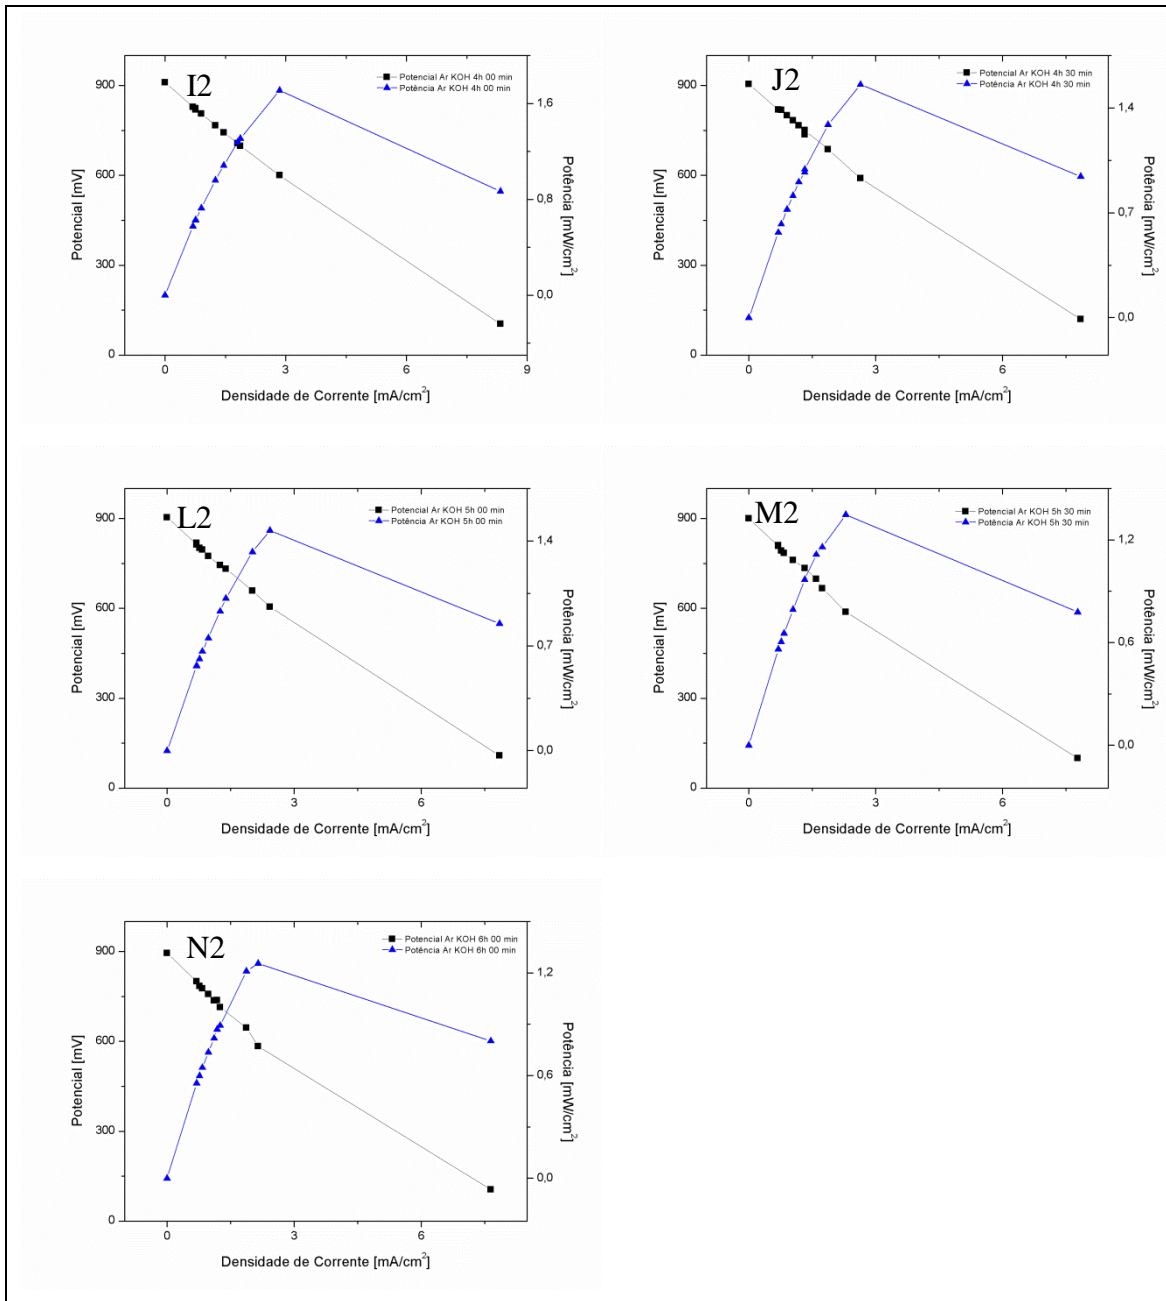 I2
Potencial Ar KOH 4h 00 min
Potência Ar KOH 4h 00 min
900
600
300
0
1,6
0,8
0,0
0 3 6 9
Potencial [mV]
Potência [mW/cm²]
Densidade de Corrente [mA/cm²]
J2
Potencial Ar KOH 4h 30 min
Potência Ar KOH 4h 30 min
900
600
300
0
1,4
0,7
0,0
0 3 6
Potencial [mV]
Potência [mW/cm²]
Densidade de Corrente [mA/cm²]
L2
Potencial Ar KOH 5h 00 min
Potência Ar KOH 5h 00 min
900
600
300
0
1,4
0,7
0,0
0 3 6
Potencial [mV]
Potência [mW/cm²]
Densidade de Corrente [mA/cm²]
M2
Potencial Ar KOH 5h 30 min
Potência Ar KOH 5h 30 min
900
600
300
0
1,2
0,6
0,0
0 3 6
Potencial [mV]
Potência [mW/cm²]
Densidade de Corrente [mA/cm²]
N2
Potencial Ar KOH 6h 00 min
Potência Ar KOH 6h 00 min
900
600
300
0
1,2
0,6
0,0
0 3 6
Potencial [mV]
Potência [mW/cm²]
Densidade de Corrente [mA/cm²]